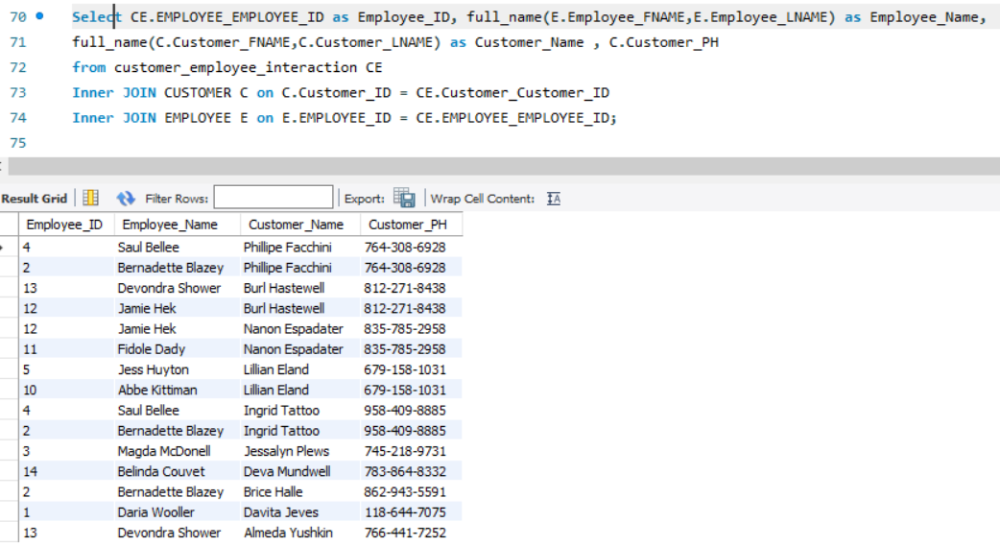 70 Select CE.EMPLOYEE_EMPLOYEE_ID as Employee_ID, full_name(E.Employee_FNAME,E.Employee_LNAME) as Employee_Name,
71 full_name(C.Customer_FNAME,C.Customer_LNAME) as Customer_Name , C.Customer_PH
72 from customer_employee_interaction CE
73 Inner JOIN CUSTOMER C on C.Customer_ID = CE.Customer_Customer_ID
74 Inner JOIN EMPLOYEE E on E.EMPLOYEE_ID = CE.EMPLOYEE_EMPLOYEE_ID;
75
Result Grid Filter Rows: Export: Wrap Cell Content: IA
Employee_ID Employee_Name Customer_Name Customer_PH
4 Saul Bellee Phillipe Facchini 764-308-6928
2 Bernadette Blazey Phillipe Facchini 764-308-6928
13 Devondra Shower Burl Hastewell 812-271-8438
12 Jamie Hek Burl Hastewell 812-271-8438
12 Jamie Hek Nanon Espadater 835-785-2958
11 Fidole Dady Nanon Espadater 835-785-2958
5 Jess Huyton Lillian Eland 679-158-1031
10 Abbe Kittiman Lillian Eland 679-158-1031
4 Saul Bellee Ingrid Tattoo 958-409-8885
2 Bernadette Blazey Ingrid Tattoo 958-409-8885
3 Magda McDonell Jessalyn Plews 745-218-9731
14 Belinda Couvet Deva Mundwell 783-864-8332
2 Bernadette Blazey Brice Halle 862-943-5591
1 Daria Wooller Davita Jeves 118-644-7075
13 Devondra Shower Almeda Yushkin 766-441-7252